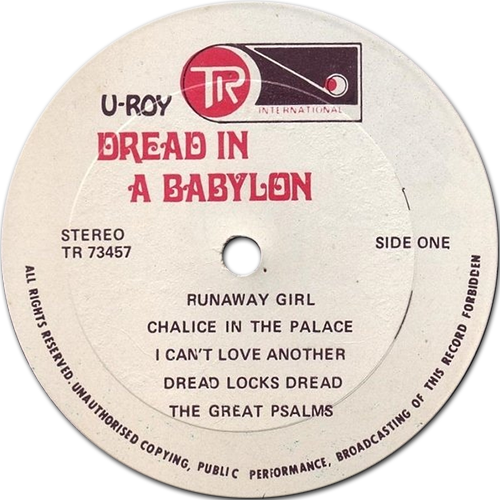 U-ROY
TR
INTERNATIONAL
DREAD IN
A BABYLON
STEREO
TR 73457
SIDE ONE
RUNAWAY GIRL
CHALICE IN THE PALACE
I CAN'T LOVE ANOTHER
DREAD LOCKS DREAD
THE GREAT PSALMS
ALL RIGHTS RESERVED. UNAUTHORISED COPYING, PUBLIC PERFORMANCE, BROADCASTING OF THIS RECORD FORBIDDEN